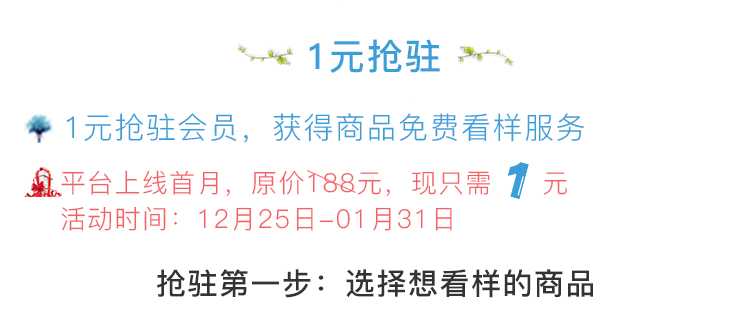 1元抢驻
1元抢驻会员，获得商品免费看样服务
平台上线首月，原价188元，现只需 1 元
活动时间：12月25日-01月31日
抢驻第一步：选择想看样的商品